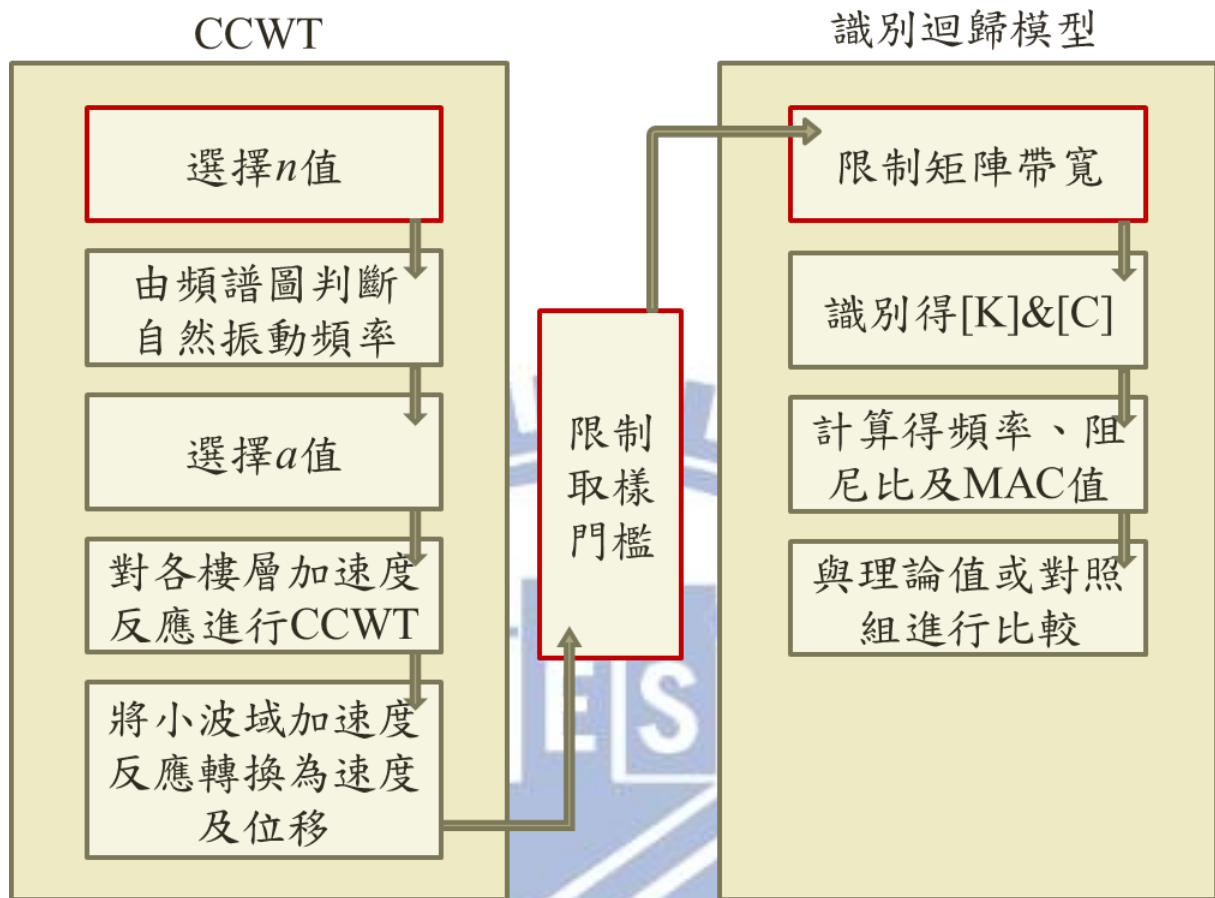 CCWT
選擇n值
由頻譜圖判斷
自然振動頻率
選擇a值
對各樓層加速度
反應進行CCWT
將小波域加速度
反應轉換為速度
及位移
限制
取樣
門檻
識別迴歸模型
限制矩陣帶寬
識別得[K]&[C]
計算得頻率、阻
尼比及MAC值
與理論值或對照
組進行比較
ES